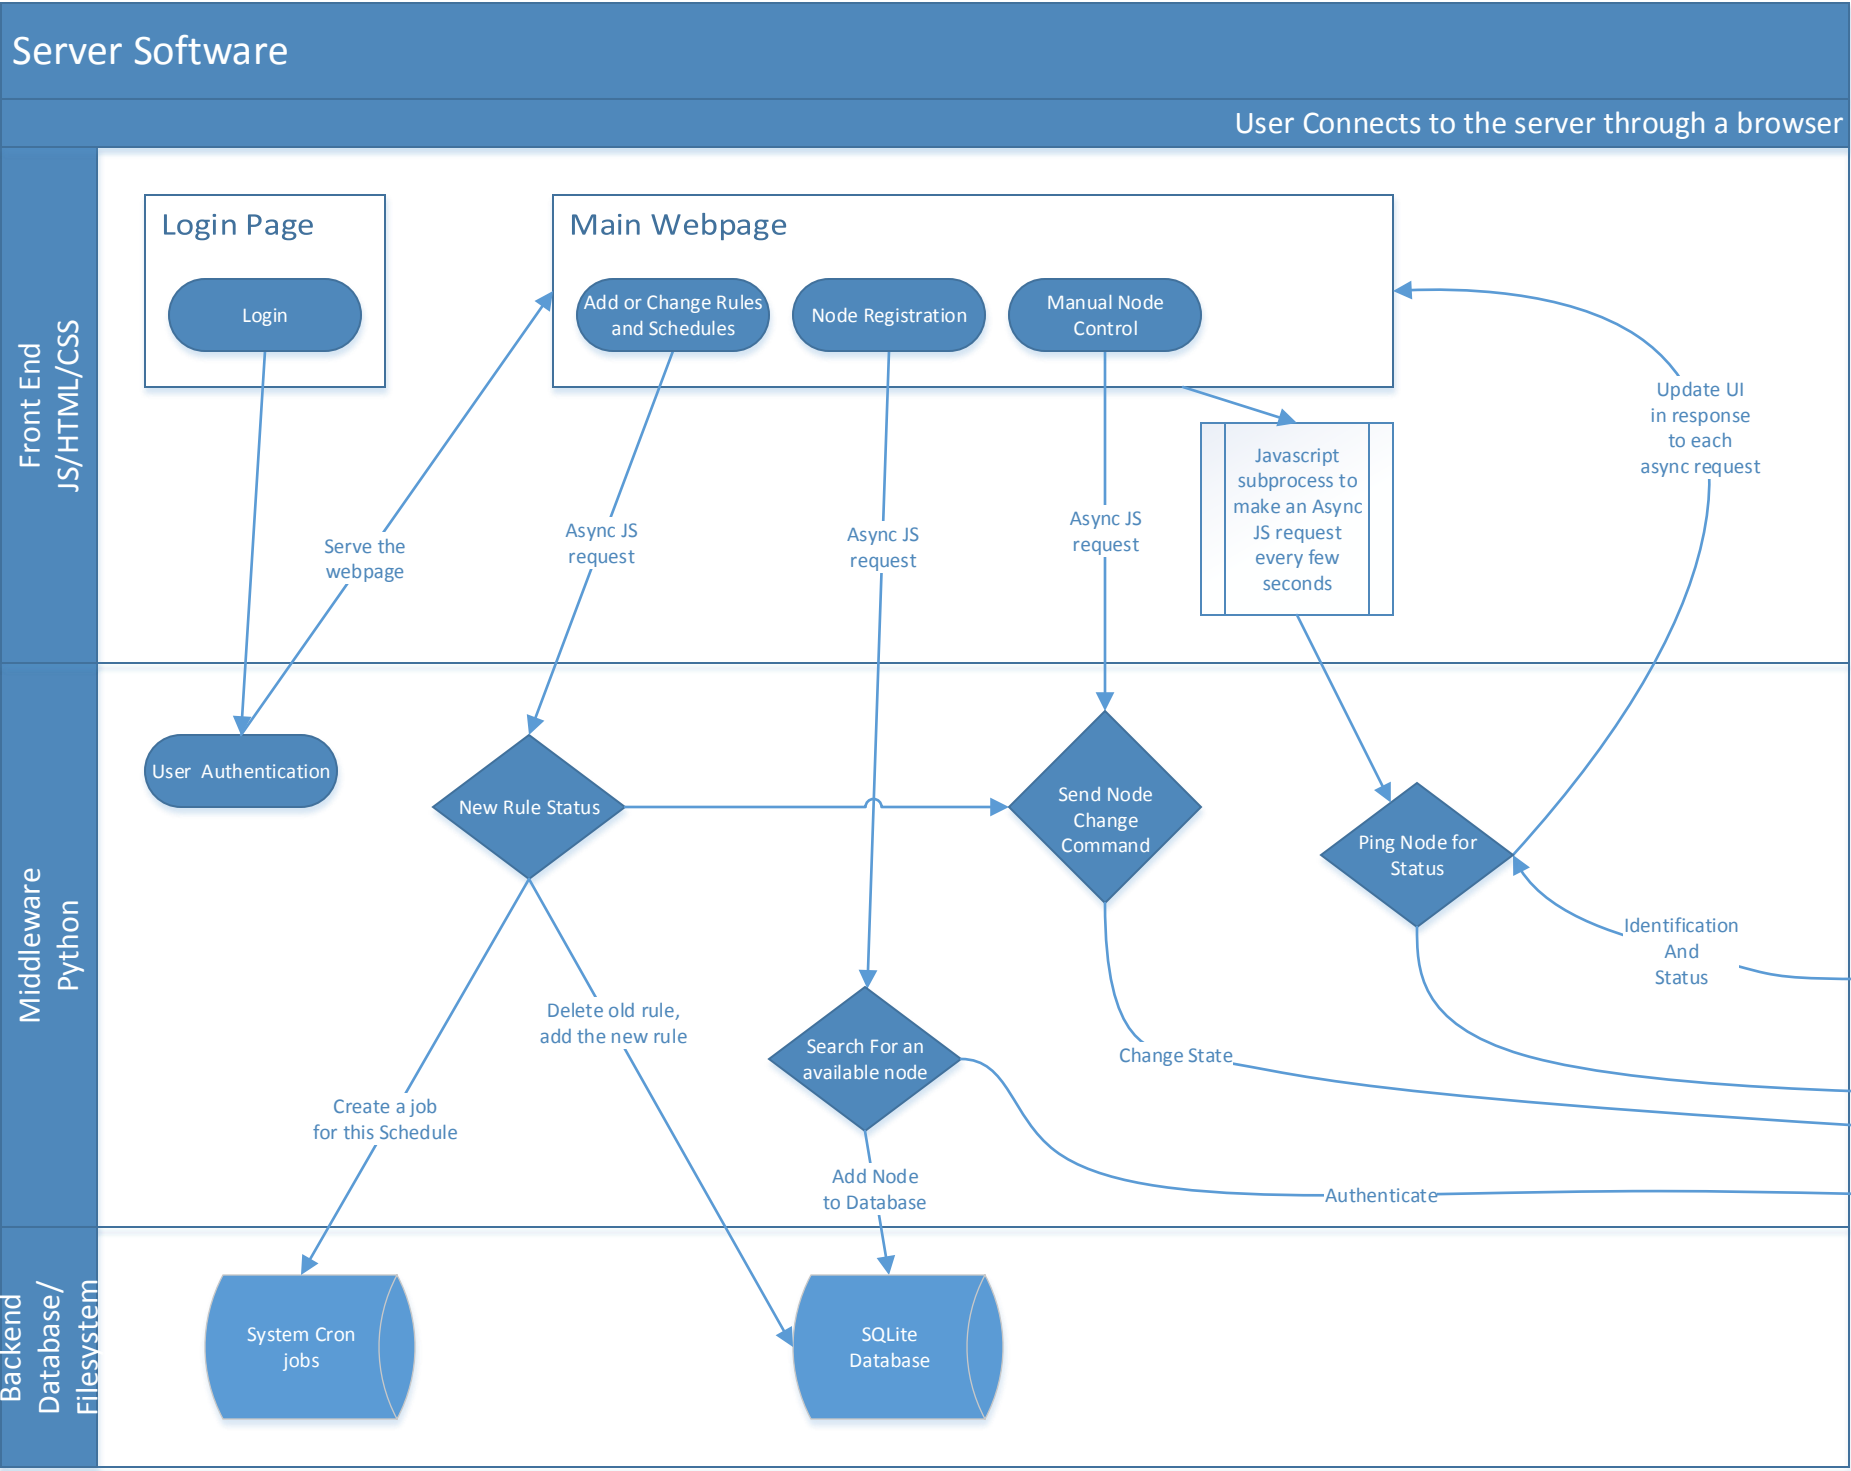 Server Software
User Connects to the server through a browser
Front End
JS/HTML/CSS
Login Page
Login
Main Webpage
Add or Change Rules
and Schedules
Node Registration
Manual Node
Control
Update UI
in response
to each
async request
Javascript
subprocess to
make an Async
JS request
every few
seconds
Serve the
webpage
Async JS
request
Async JS
request
Async JS
request
Middleware
Python
User  Authentication
New Rule Status
Send Node
Change
Command
Ping Node for
Status
Identification
And
Status
Delete old rule,
add the new rule
Search For an
available node
Change State
Create a job
for this Schedule
Add Node
to Database
Authenticate
Backend
Database/
Filesystem
System Cron
jobs
SQLite
Database